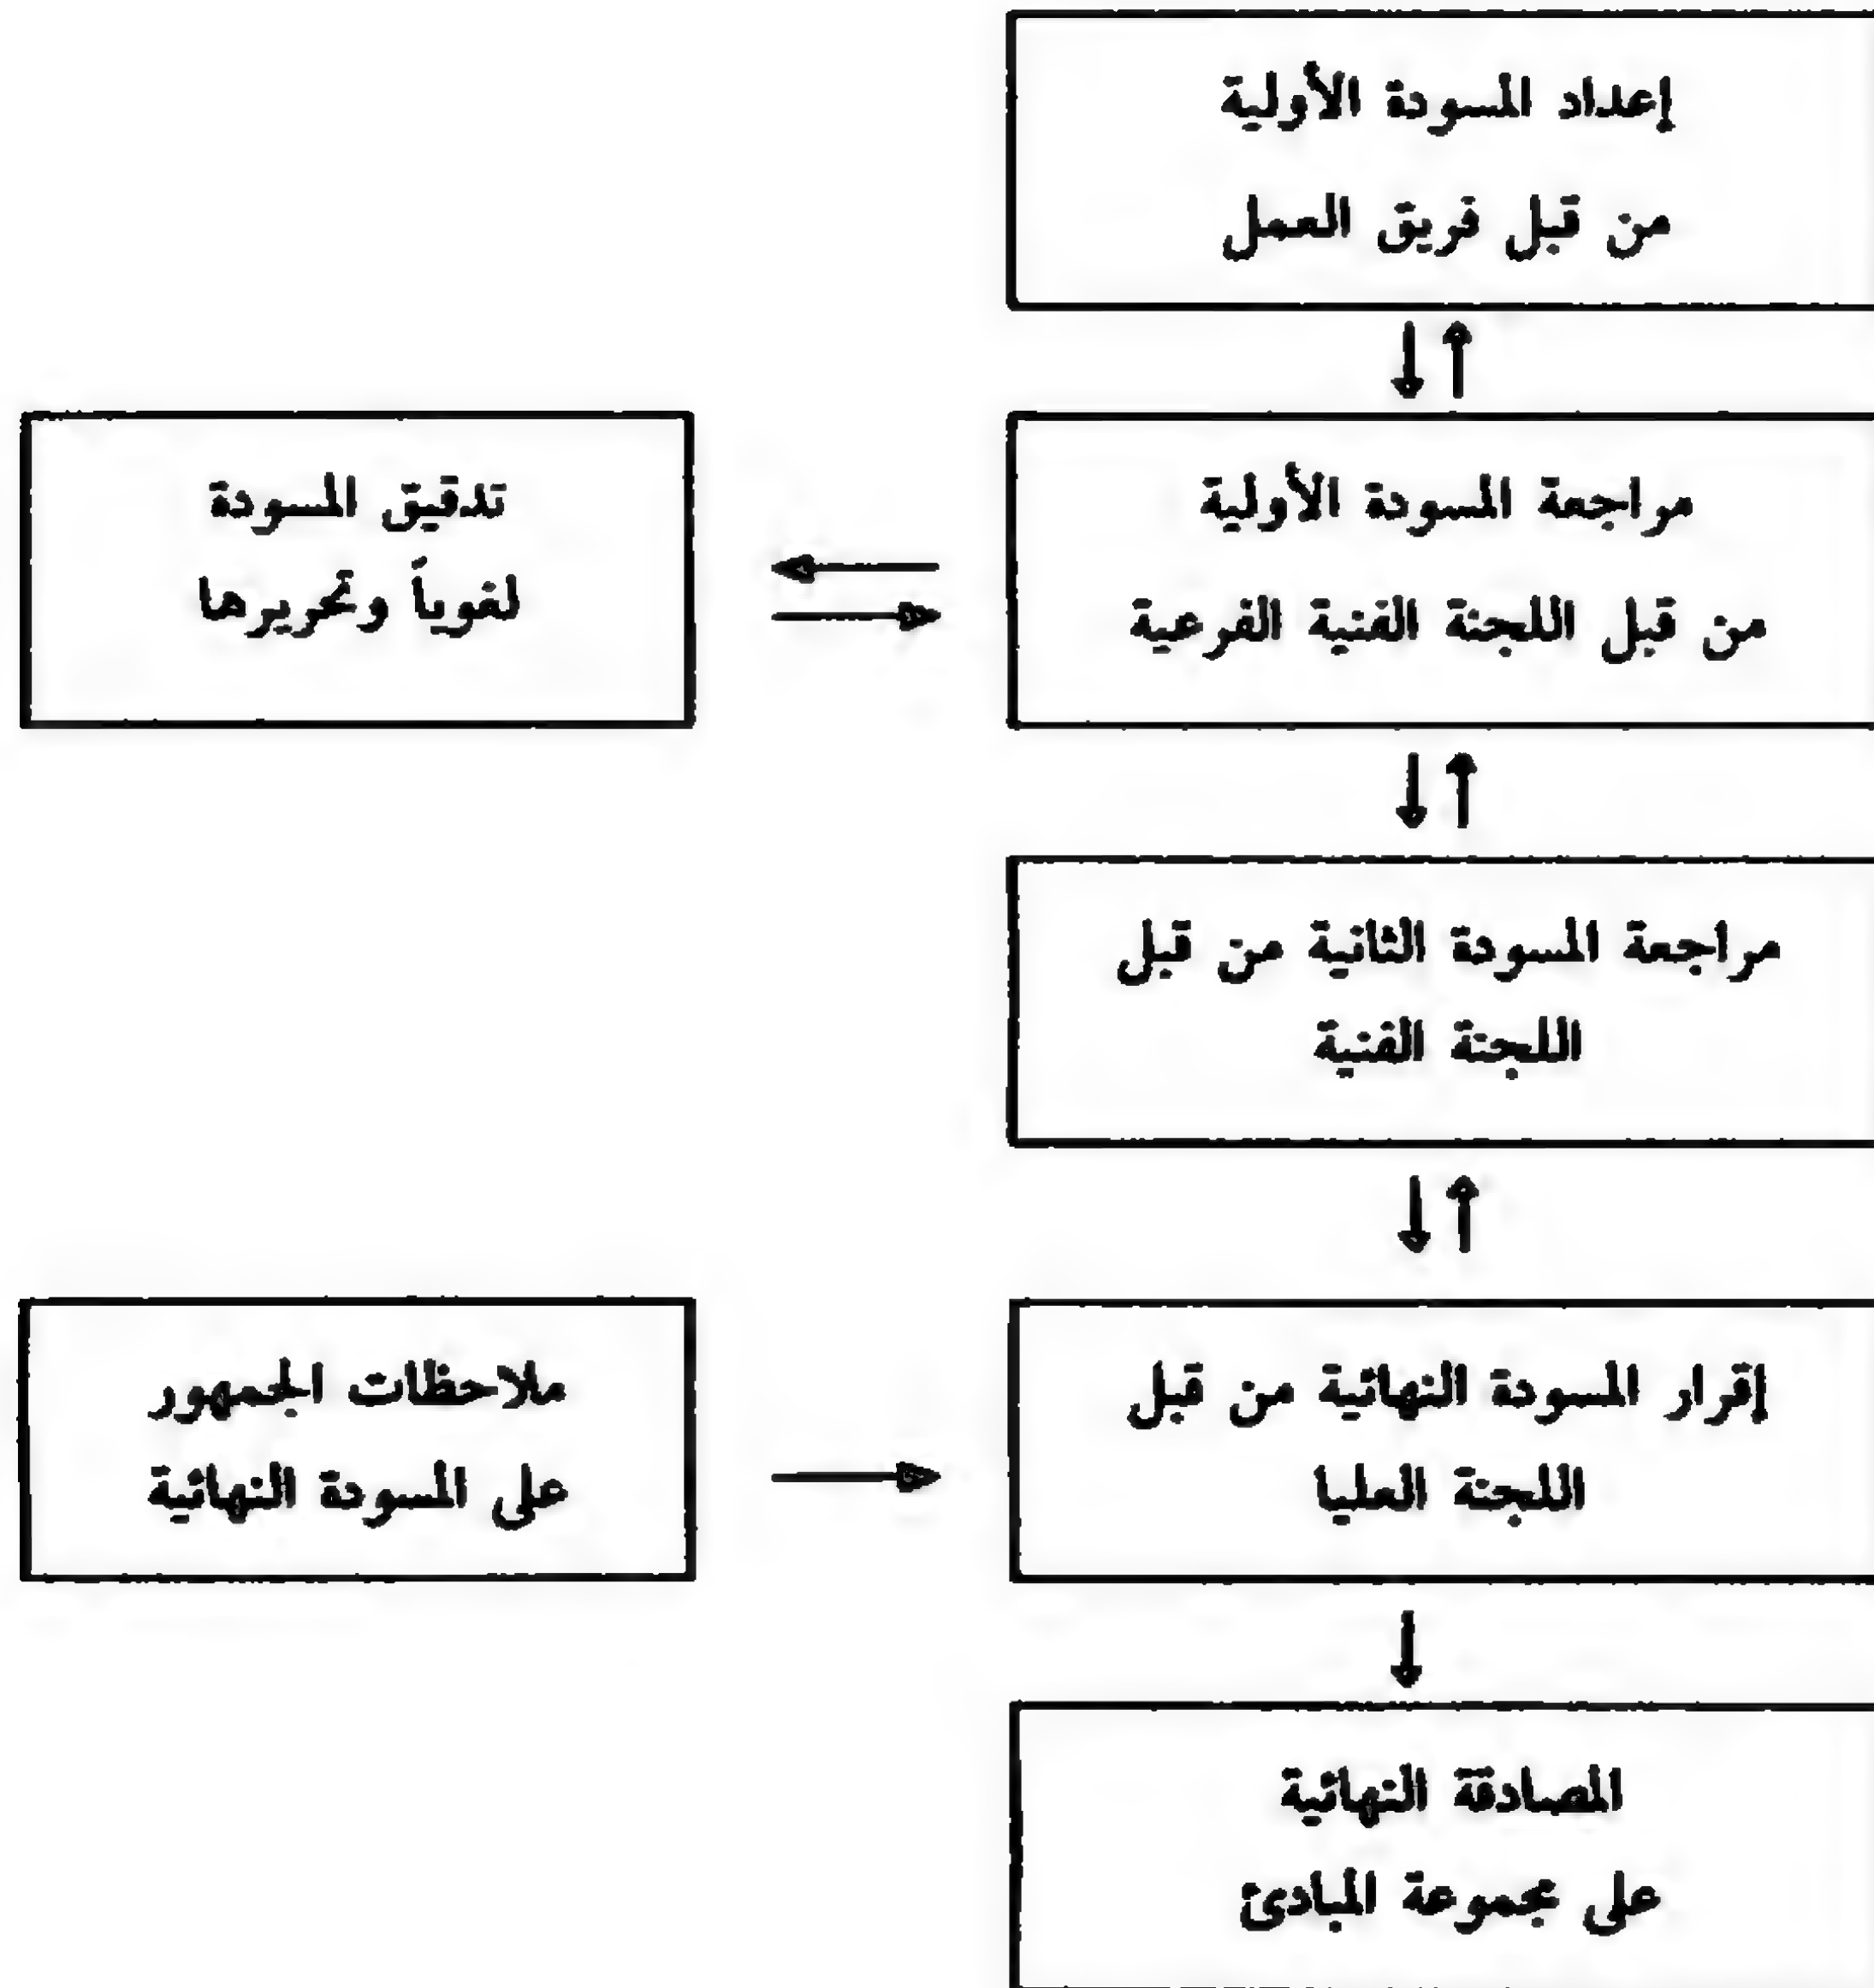 إعداد المسودة الأولية
من قبل فريق العمل
مراجعة المسودة الأولية
من قبل اللجنة الفنية الفرعية
تدقيق المسودة
لغوياً وتحريرها
مراجعة المسودة الثانية من قبل
اللجنة الفنية
إقرار المسودة النهائية من قبل
اللجنة العليا
ملاحظات الجمهور
على المسودة النهائية
المصادقة النهائية
على مجموعة المبادئ